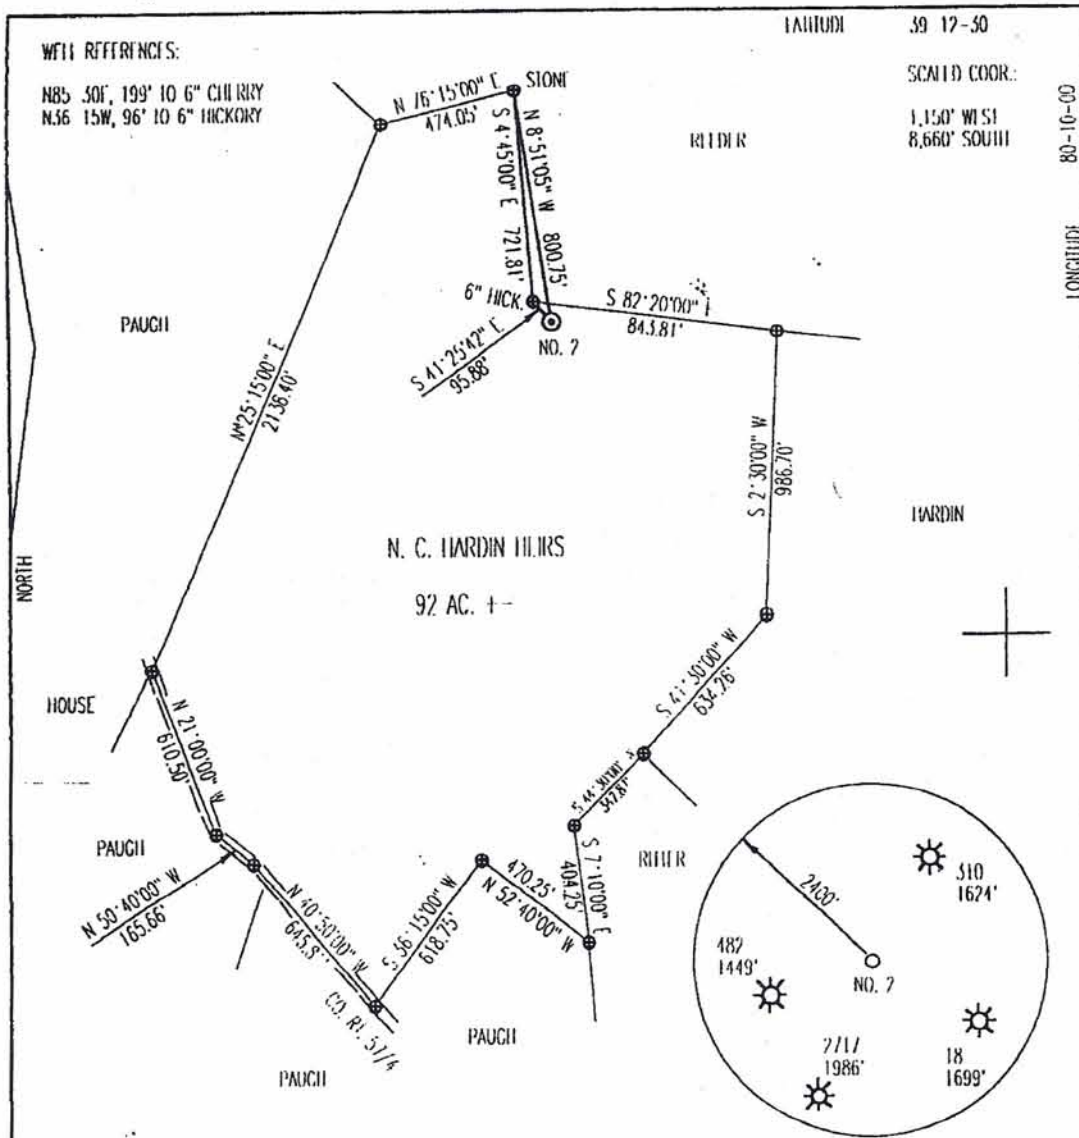 WELL REFERENCES:
N85 30E, 199' TO 6" CHERRY
N36 15W, 96' TO 6" HICKORY
LATITUDE 39-12-30
SCALED COOR.:
1,150' WEST
8,660' SOUTH
LONGITUDE 80-10-00
N 76°15'00" E
474.05'
STONE
REEDER
N 8°51'05" W 800.75'
S 4°45'00" E 721.81'
6" HICK.
S 82°20'00" E
843.81'
NO. 2
S 41°25'42" E
95.88'
PAUGH
N 25°15'00" E
2136.40'
S 2°30'00" W
986.70'
HARDIN
NORTH
N. C. HARDIN HEIRS
92 AC. +-
HOUSE
N 21°00'00" W
610.50'
S 41°30'00" W
634.26'
PAUGH
N 50°40'00" W
165.66'
N 40°50'00" W
CO. RT. 57/4
S 36°15'00" W
618.75'
470.25'
N 52°40'00" W
S 7°10'00" E
404.25'
PAUGH
PAUGH
2400'
NO. 2
310
1624'
482
1449'
1986'
18
1699'